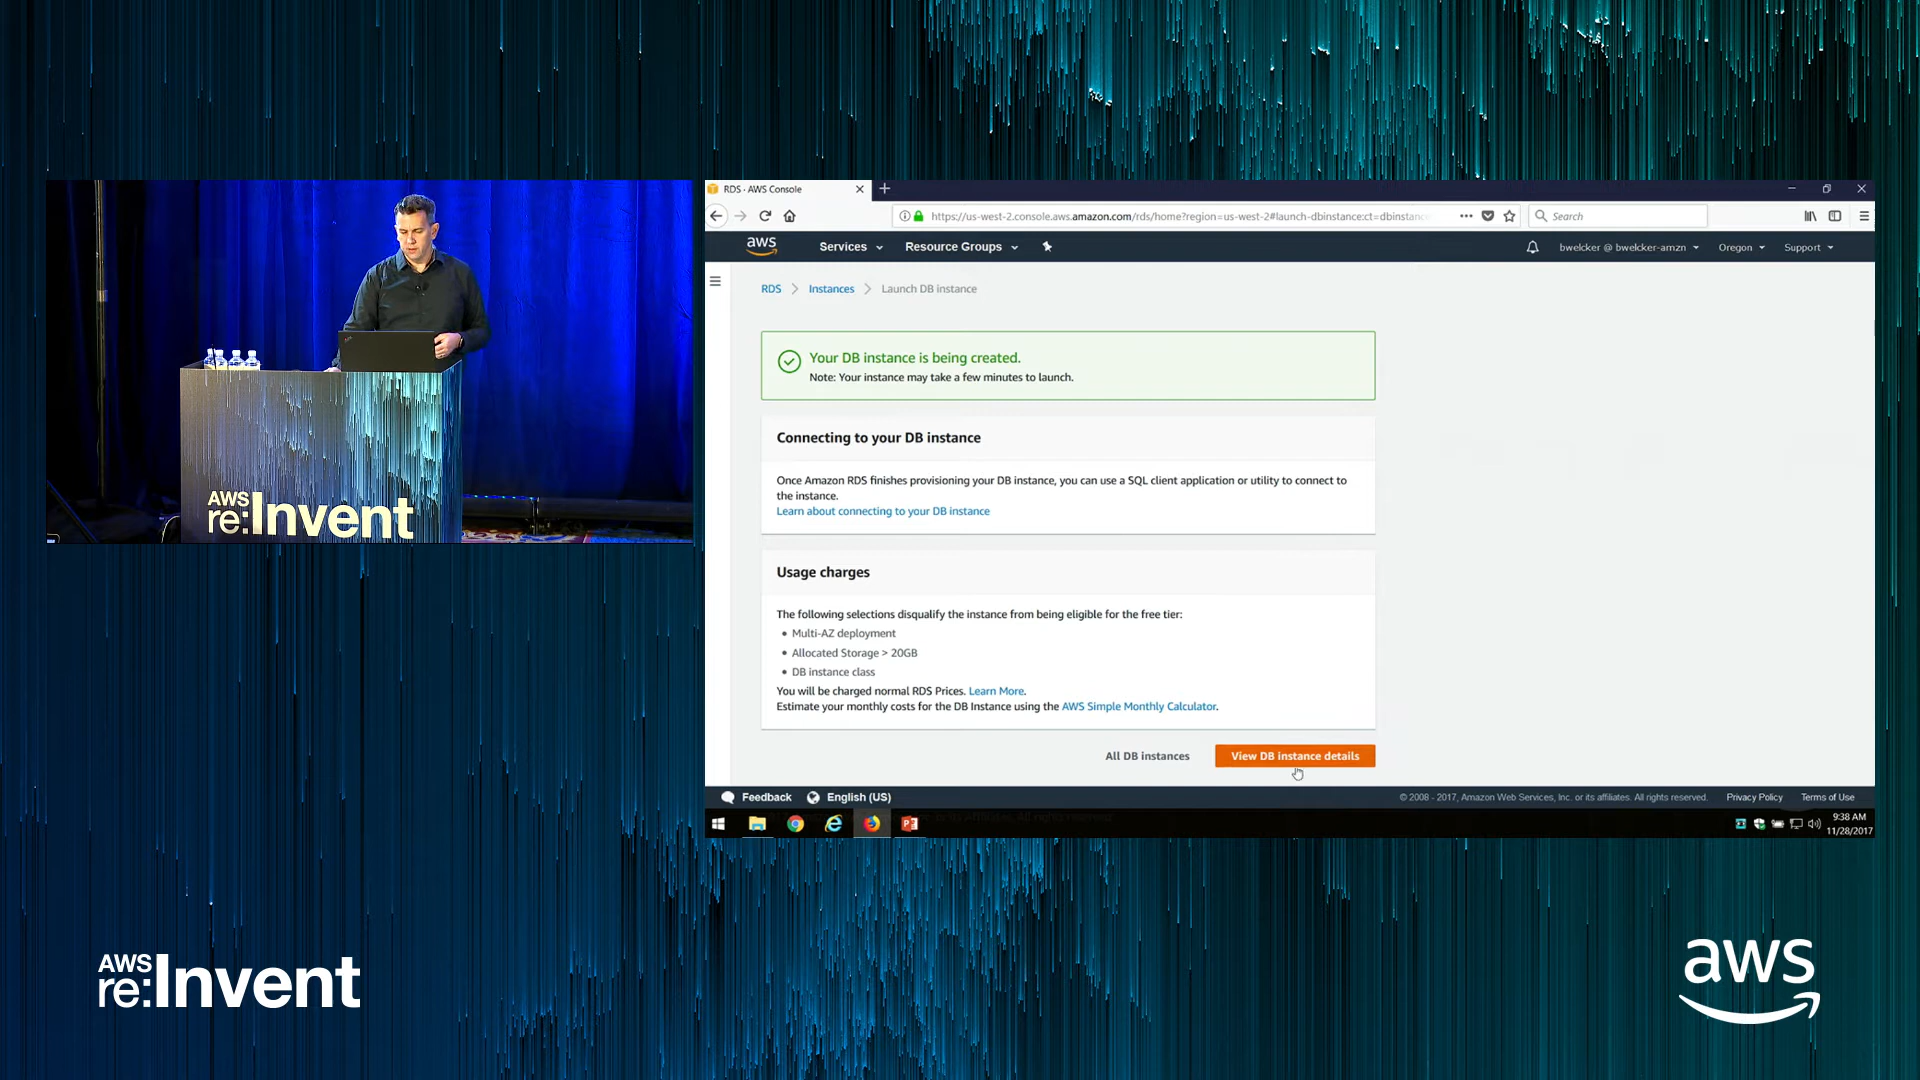 AWS
re:Invent
RDS - AWS Console
https://us-west-2.console.aws.amazon.com/rds/home?region=us-west-2#launch-dbinstance:ct=dbinstance
Search
aws
Services
Resource Groups
bwelcker @ bwelcker-amzn
Oregon
Support
RDS
Instances
Launch DB instance
Your DB instance is being created.
Note: Your instance may take a few minutes to launch.
Connecting to your DB instance
Once Amazon RDS finishes provisioning your DB instance, you can use a SQL client application or utility to connect to
the instance.
Learn about connecting to your DB instance
Usage charges
The following selections disqualify the instance from being eligible for the free tier:
• Multi-AZ deployment
• Allocated Storage > 20GB
• DB instance class
You will be charged normal RDS Prices. Learn More.
Estimate your monthly costs for the DB Instance using the AWS Simple Monthly Calculator.
All DB instances
View DB instance details
Feedback
English (US)
© 2008 - 2017, Amazon Web Services, Inc. or its affiliates. All rights reserved.
Privacy Policy
Terms of Use
9:38 AM
11/28/2017
AWS
re:Invent
aws